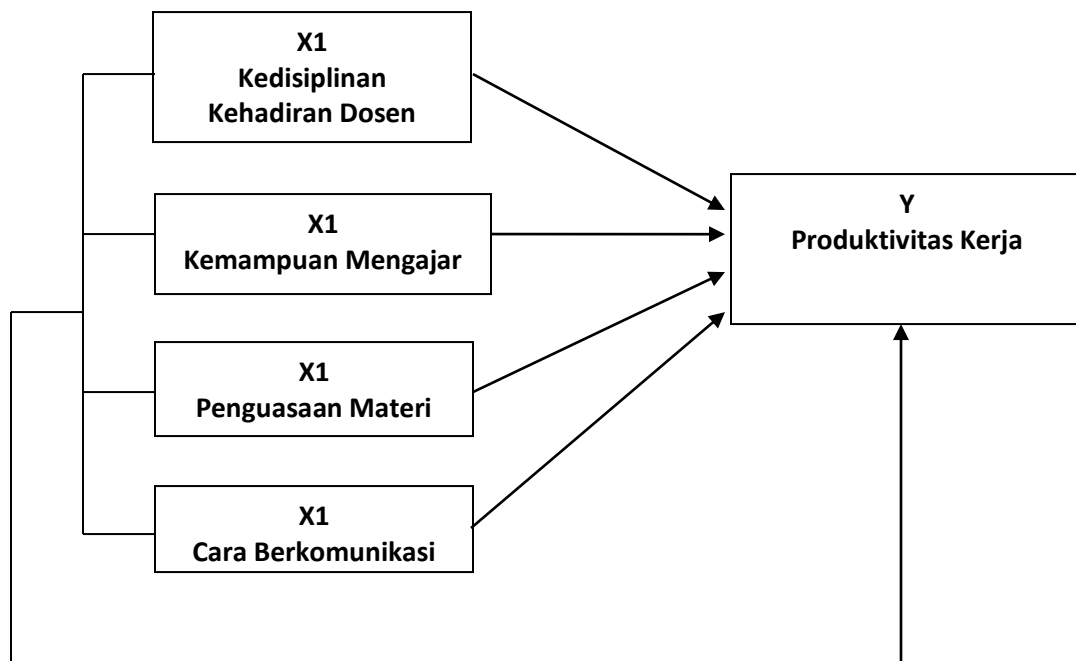 X1
Kedisiplinan
Kehadiran Dosen
X1
Kemampuan Mengajar
X1
Penguasaan Materi
X1
Cara Berkomunikasi
Y
Produktivitas Kerja